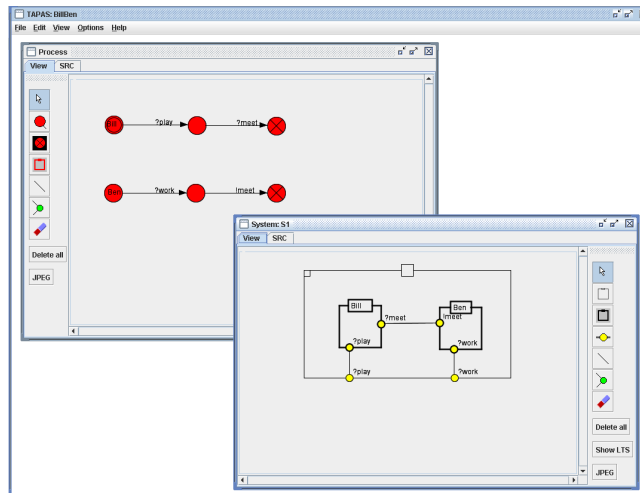 TAPAS: BillBen
File Edit View Options Help
Process
View SRC
Bill ?play ?meet
Ben ?work !meet
Delete all
JPEG
System: S1
View SRC
Bill Ben
?meet !meet
?play ?work
?play ?work
Delete all
Show LTS
JPEG